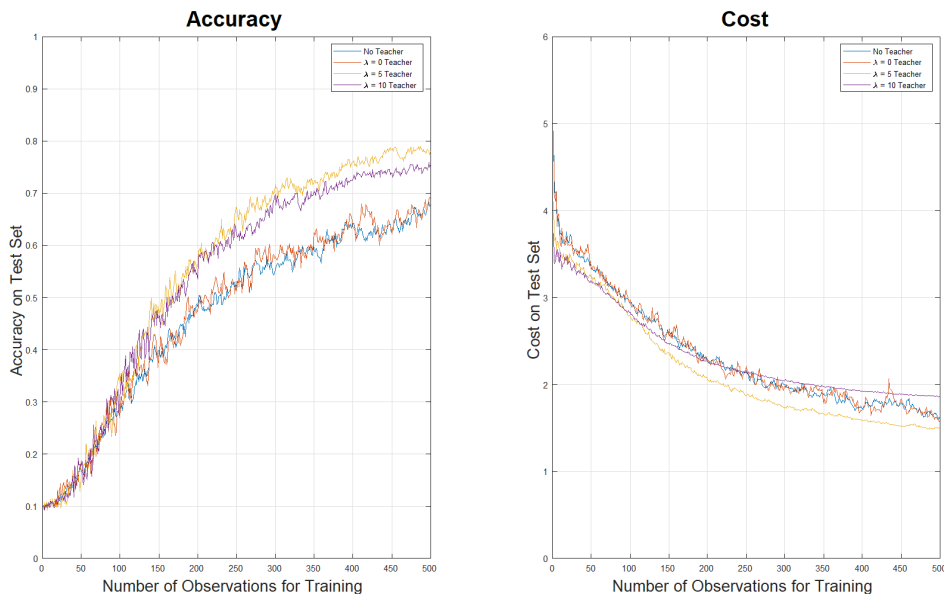 Accuracy
No Teacher
λ = 0 Teacher
λ = 5 Teacher
λ = 10 Teacher
1
0.9
0.8
0.7
0.6
0.5
0.4
0.3
0.2
0.1
0
Accuracy on Test Set
0 50 100 150 200 250 300 350 400 450 500
Number of Observations for Training
Cost
No Teacher
λ = 0 Teacher
λ = 5 Teacher
λ = 10 Teacher
6
5
4
3
2
1
0
Cost on Test Set
0 50 100 150 200 250 300 350 400 450 500
Number of Observations for Training